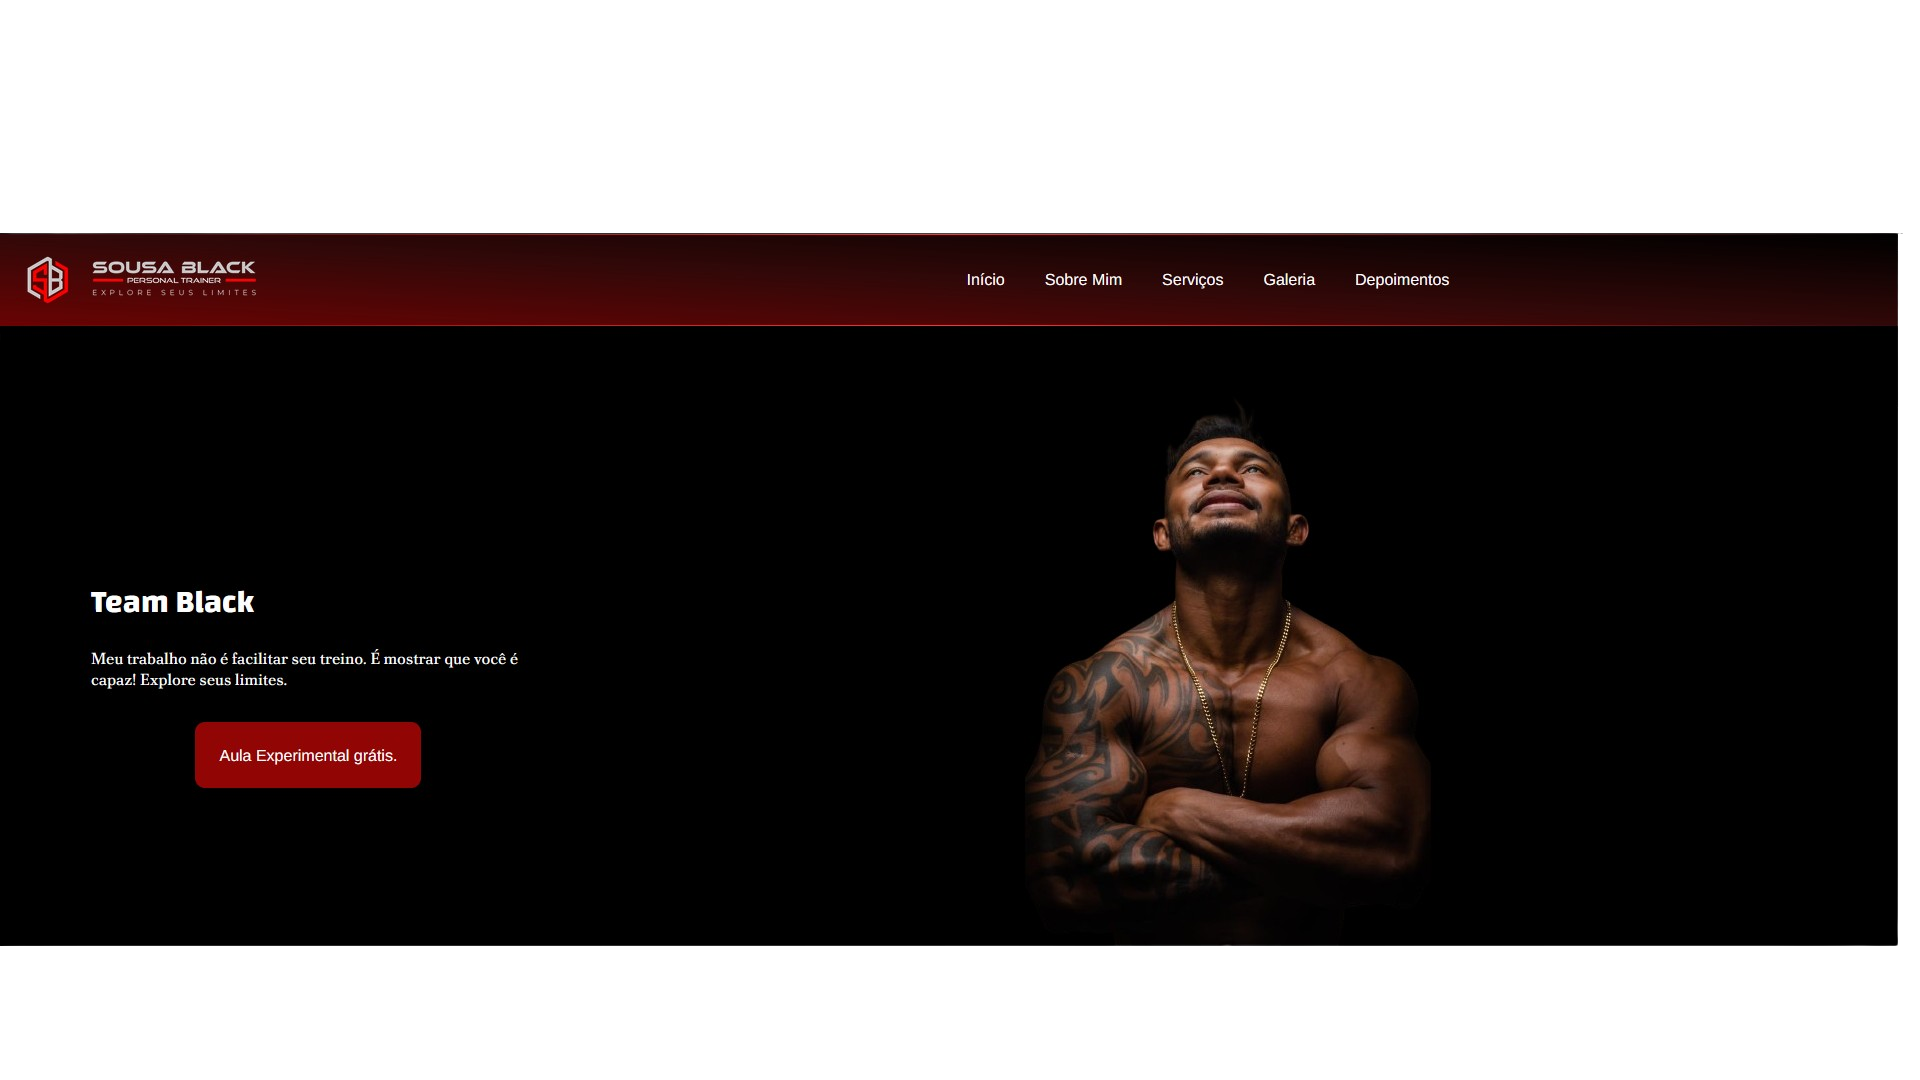 SB
SOUSA BLACK
PERSONAL TRAINER
EXPLORE SEUS LIMITES
Início Sobre Mim Serviços Galeria Depoimentos
Team Black
Meu trabalho não é facilitar seu treino. É mostrar que você é
capaz! Explore seus limites.
Aula Experimental grátis.